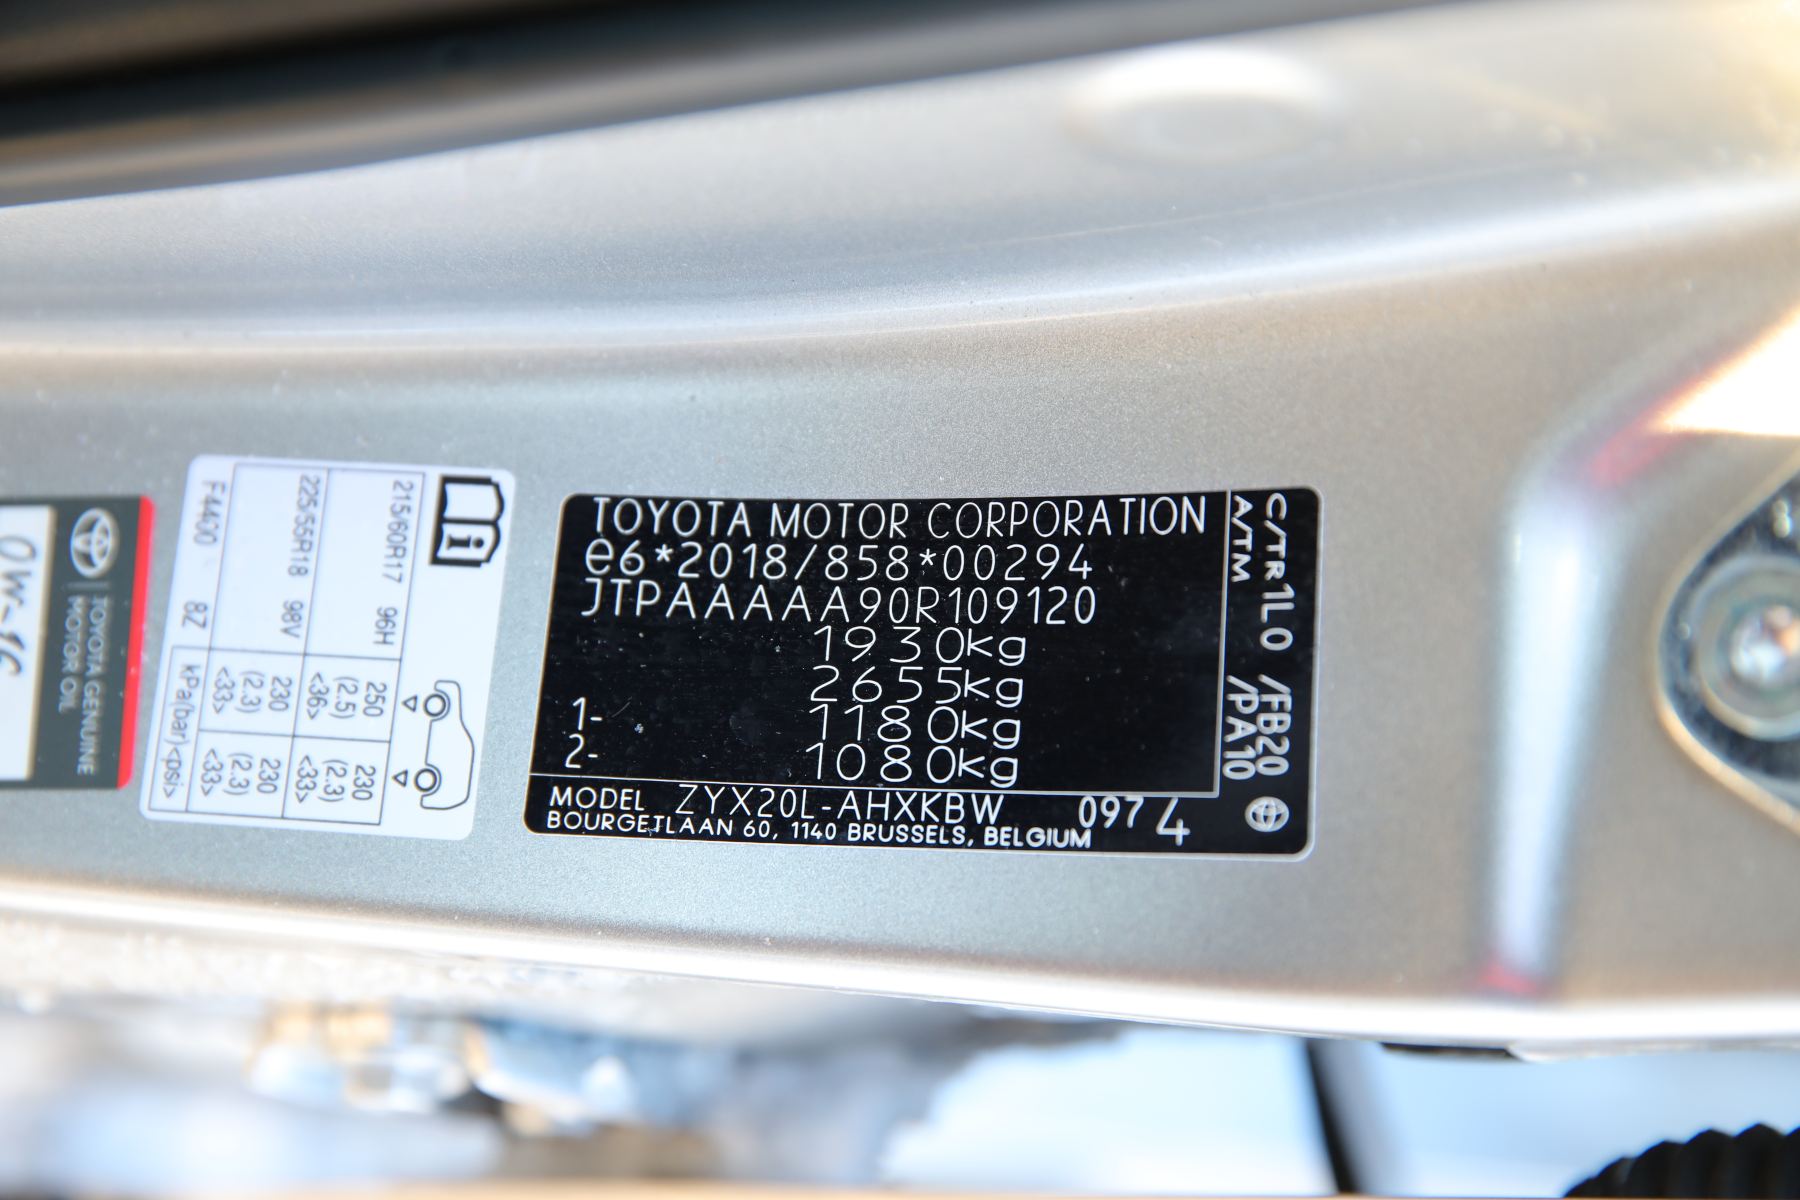 TOYOTA MOTOR CORPORATION
e6*2018/858*00294
JTPAAAAA90R109120
1930kg
2655kg
1- 1180kg
2- 1080kg
MODEL ZYX20L-AHXKBW 0974
BOURGETLAAN 60, 1140 BRUSSELS, BELGIUM
C/TR 1L0 /FB20
A/TM /PA10
i
215/60R17 96H 250 (2.5) <36> 230 (2.3) <33>
225/55R18 98V 230 (2.3) <33> 230 (2.3) <33>
F4400 8Z kPa(bar)<psi>
TOYOTA GENUINE
MOTOR OIL
0W-16